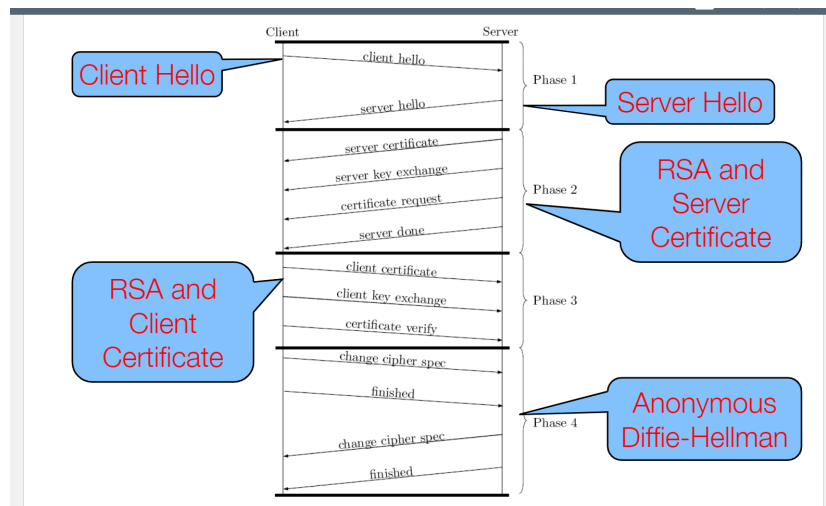 Client
Server
Client Hello
client hello
Phase 1
server hello
Server Hello
server certificate
server key exchange
RSA and
Server
Certificate
Phase 2
certificate request
server done
client certificate
RSA and
Client
Certificate
client key exchange
Phase 3
certificate verify
change cipher spec
finished
Anonymous
Diffie-Hellman
Phase 4
change cipher spec
finished